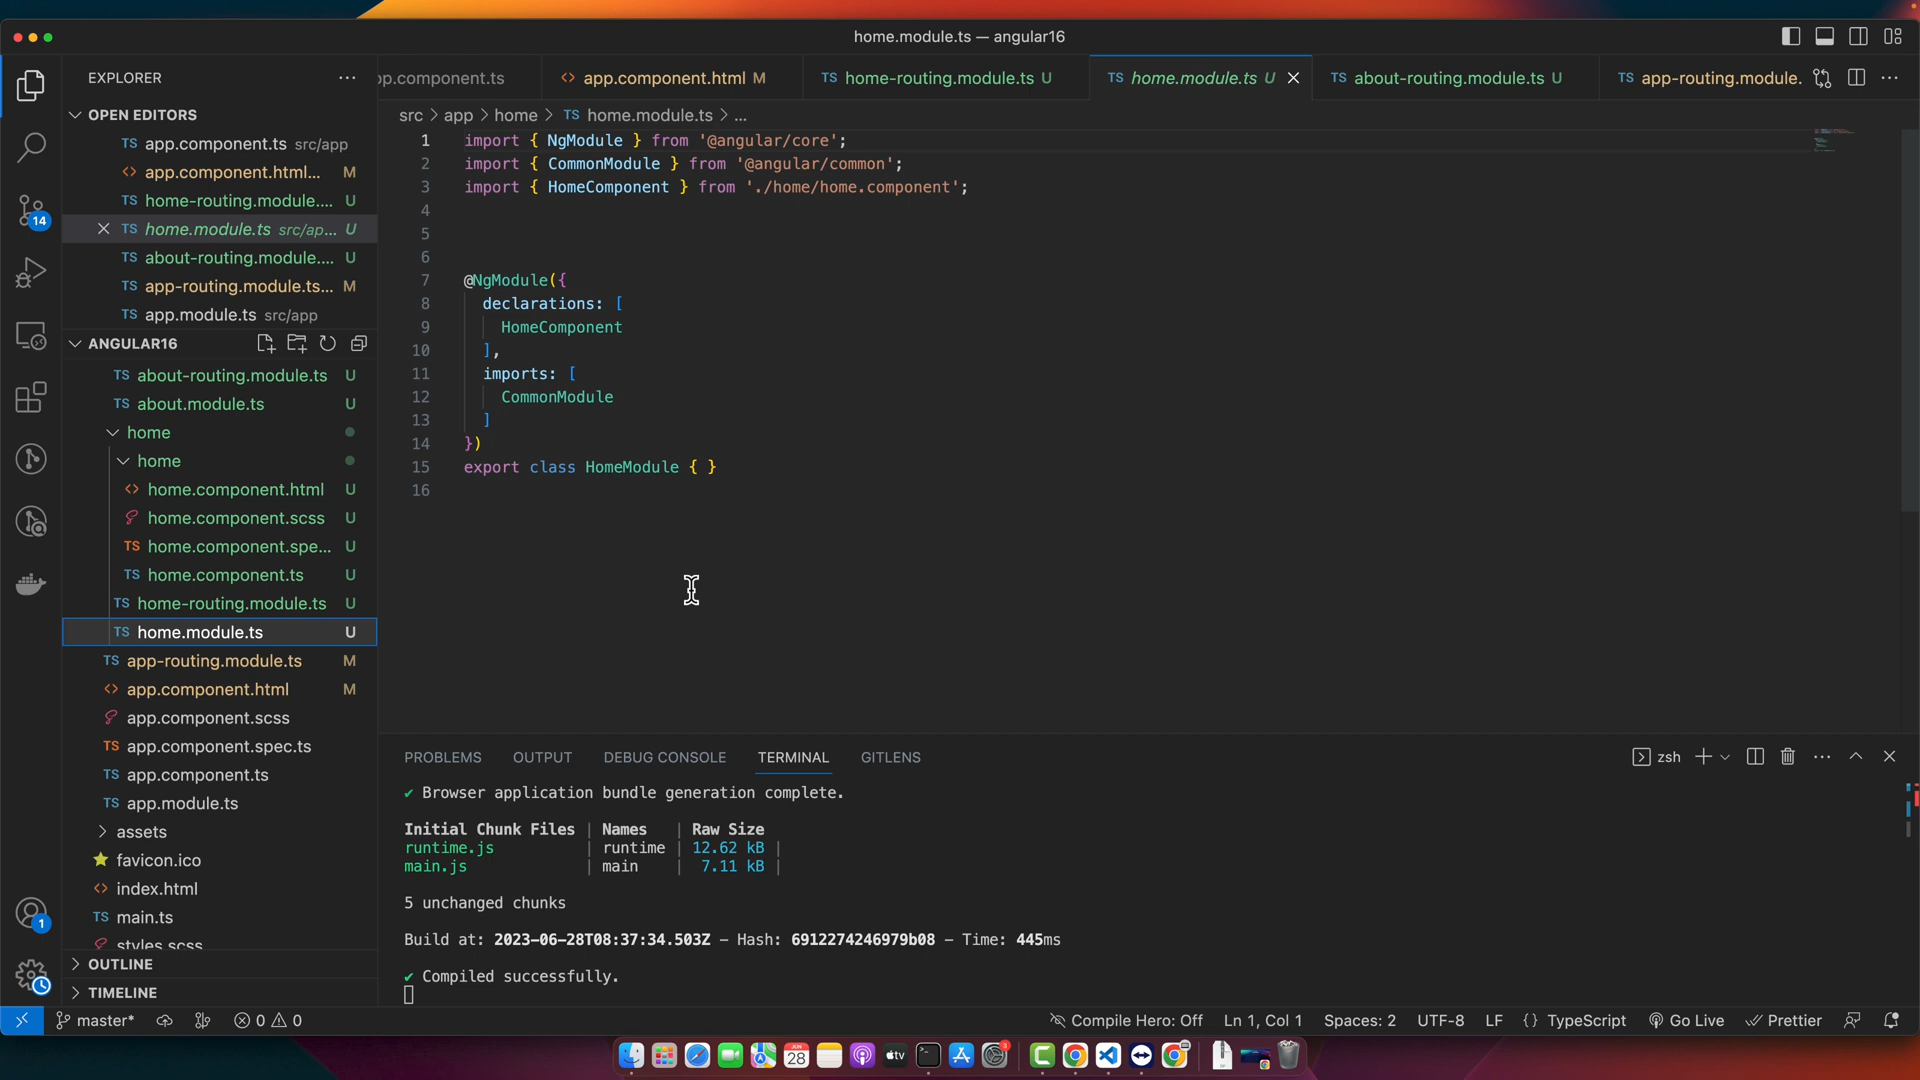 home.module.ts — angular16
EXPLORER
OPEN EDITORS
TS app.component.ts src/app
<> app.component.html... M
TS home-routing.module.... U
TS home.module.ts src/ap... U
TS about-routing.module.... U
TS app-routing.module.ts... M
TS app.module.ts src/app
ANGULAR16
TS about-routing.module.ts U
TS about.module.ts U
home
home
<> home.component.html U
home.component.scss U
TS home.component.spe... U
TS home.component.ts U
TS home-routing.module.ts U
TS home.module.ts U
TS app-routing.module.ts M
<> app.component.html M
app.component.scss
TS app.component.spec.ts
TS app.component.ts
TS app.module.ts
assets
favicon.ico
<> index.html
TS main.ts
styles.scss
OUTLINE
TIMELINE
14
1
p.component.ts
<> app.component.html M
TS home-routing.module.ts U
TS home.module.ts U
TS about-routing.module.ts U
TS app-routing.module.
src > app > home > TS home.module.ts > ...
1 import { NgModule } from '@angular/core';
2 import { CommonModule } from '@angular/common';
3 import { HomeComponent } from './home/home.component';
4
5
6
7 @NgModule({
8 declarations: [
9 HomeComponent
10 ],
11 imports: [
12 CommonModule
13 ]
14 })
15 export class HomeModule { }
16
PROBLEMS OUTPUT DEBUG CONSOLE TERMINAL GITLENS
zsh
✔ Browser application bundle generation complete.
Initial Chunk Files | Names | Raw Size
runtime.js | runtime | 12.62 kB |
main.js | main | 7.11 kB |
5 unchanged chunks
Build at: 2023-06-28T08:37:34.503Z - Hash: 6912274246979b08 - Time: 445ms
✔ Compiled successfully.
master* 0 0 Compile Hero: Off Ln 1, Col 1 Spaces: 2 UTF-8 LF {} TypeScript Go Live Prettier
JUN
28
tv
3